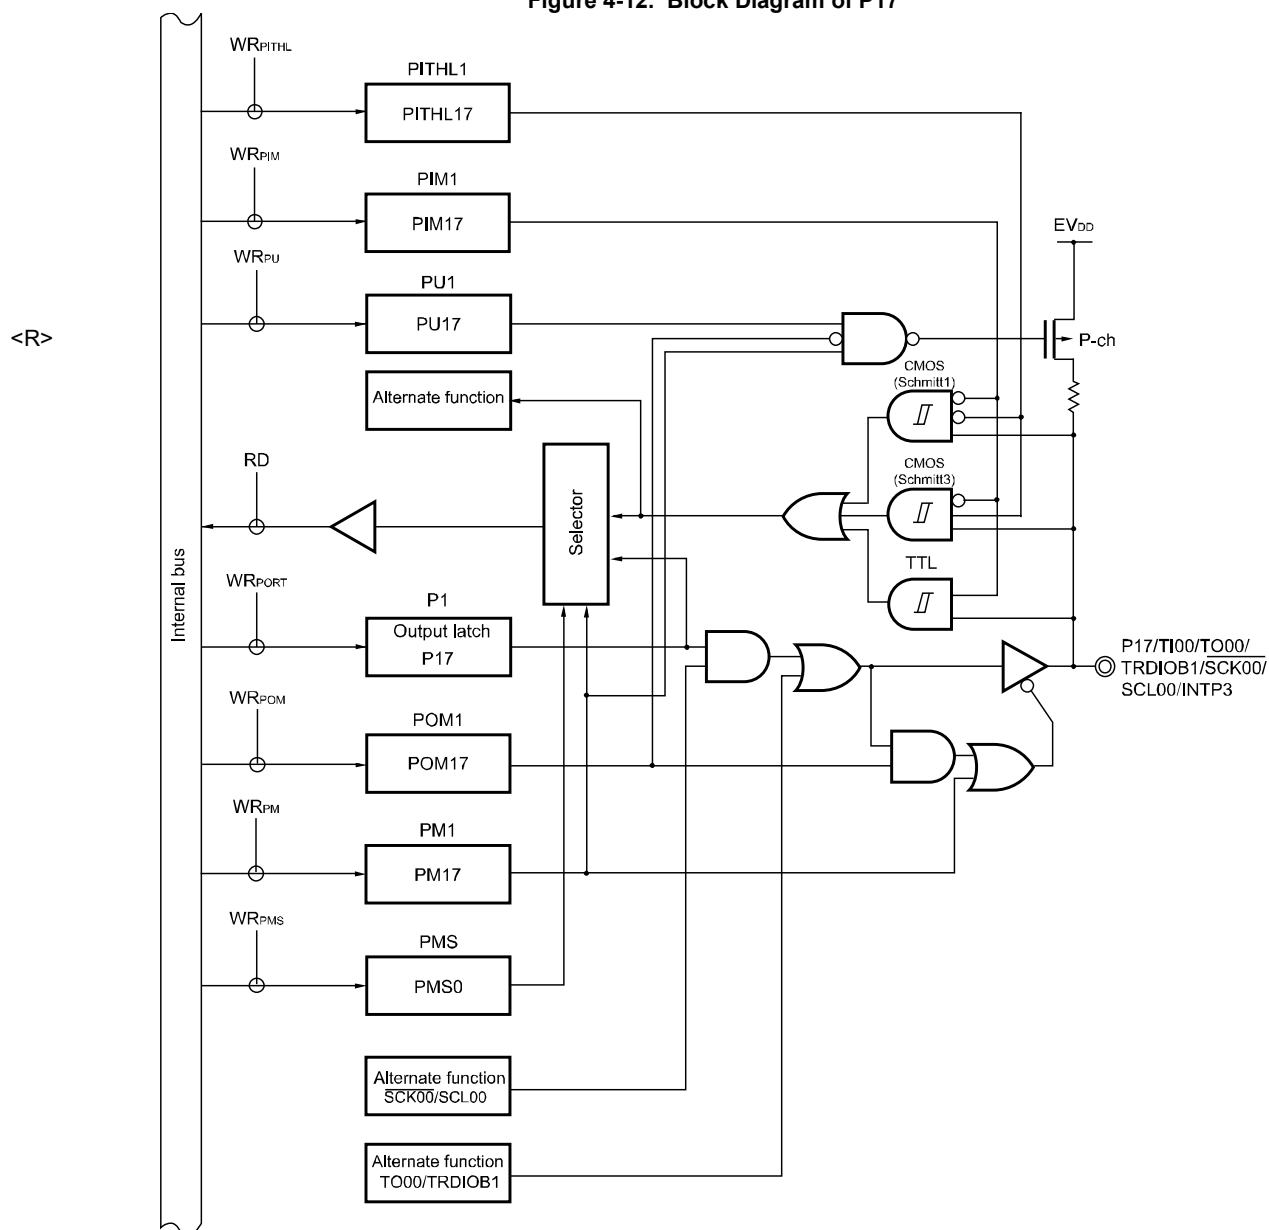 Figure 4-12. Block Diagram of P17
WRPITHL
PITHL1
PITHL17
WRPIM
PIM1
PIM17
EVDD
WRPU
PU1
PU17
<R>
P-ch
CMOS
(Schmitt1)
Alternate function
RD
CMOS
(Schmitt3)
Selector
Internal bus
TTL
WRPORT
P1
Output latch
P17
P17/TI00/TO00/
TRDIOB1/SCK00/
SCL00/INTP3
WRPOM
POM1
POM17
WRPM
PM1
PM17
WRPMS
PMS
PMS0
Alternate function
SCK00/SCL00
Alternate function
TO00/TRDIOB1